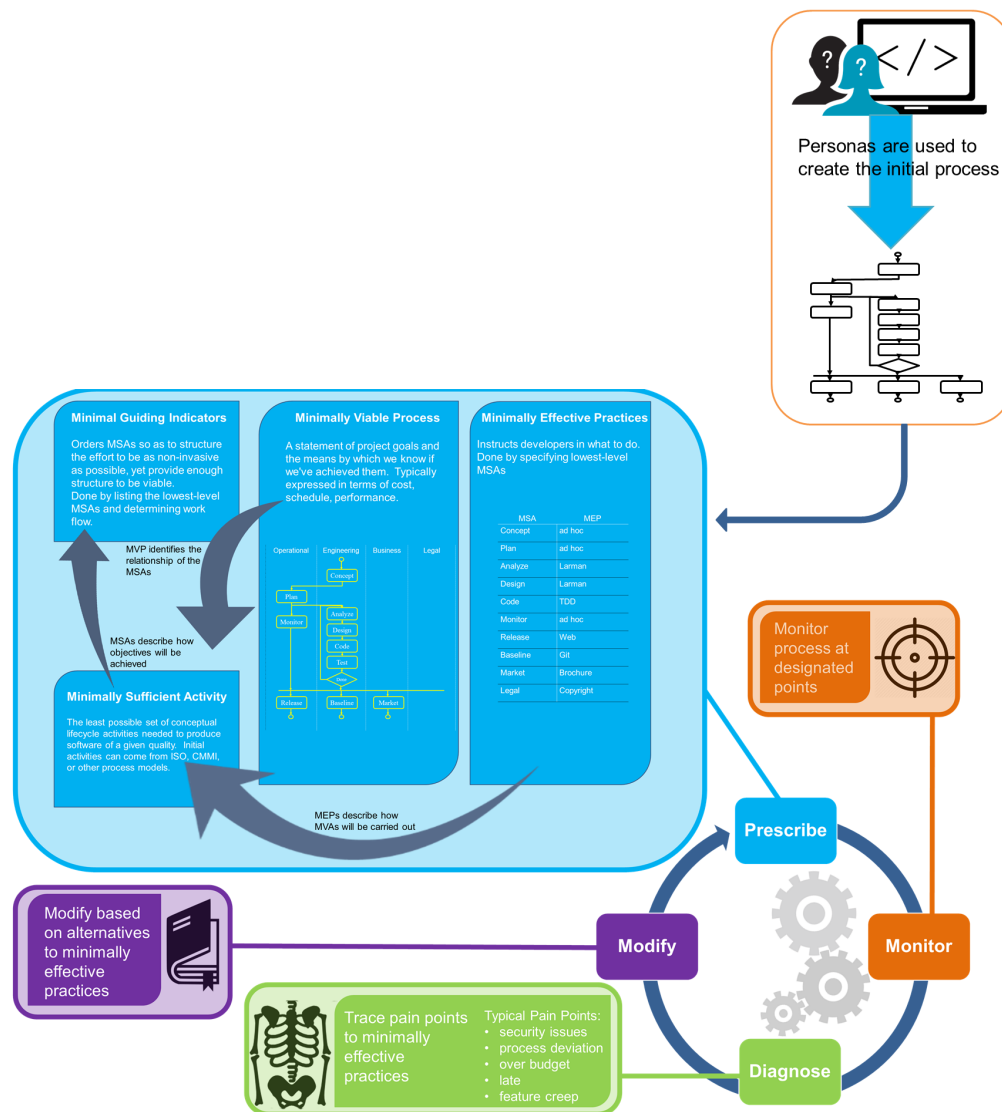 ? ? </>
Personas are used to
create the initial process
Minimal Guiding Indicators
Orders MSAs so as to structure
the effort to be as non-invasive
as possible, yet provide enough
structure to be viable.
Done by listing the lowest-level
MSAs and determining work
flow.
MVP identifies the
relationship of the
MSAs
MSAs describe how
objectives will be
achieved
Minimally Sufficient Activity
The least possible set of conceptual
lifecycle activities needed to produce
software of a given quality. Initial
activities can come from ISO, CMMI,
or other process models.
Minimally Viable Process
A statement of project goals and
the means by which we know if
we've achieved them. Typically
expressed in terms of cost,
schedule, performance.
Operational Engineering Business Legal
Concept
Plan
Analyze
Monitor
Design
Code
Test
Done
Release Baseline Market
Minimally Effective Practices
Instructs developers in what to do.
Done by specifying lowest-level
MSAs
MSA MEP
Concept ad hoc
Plan ad hoc
Analyze Larman
Design Larman
Code TDD
Monitor ad hoc
Release Web
Baseline Git
Market Brochure
Legal Copyright
MEPs describe how
MVAs will be carried out
Monitor
process at
designated
points
Prescribe
Monitor
Diagnose
Modify
Modify based
on alternatives
to minimally
effective
practices
Trace pain points
to minimally
effective
practices
Typical Pain Points:
• security issues
• process deviation
• over budget
• late
• feature creep